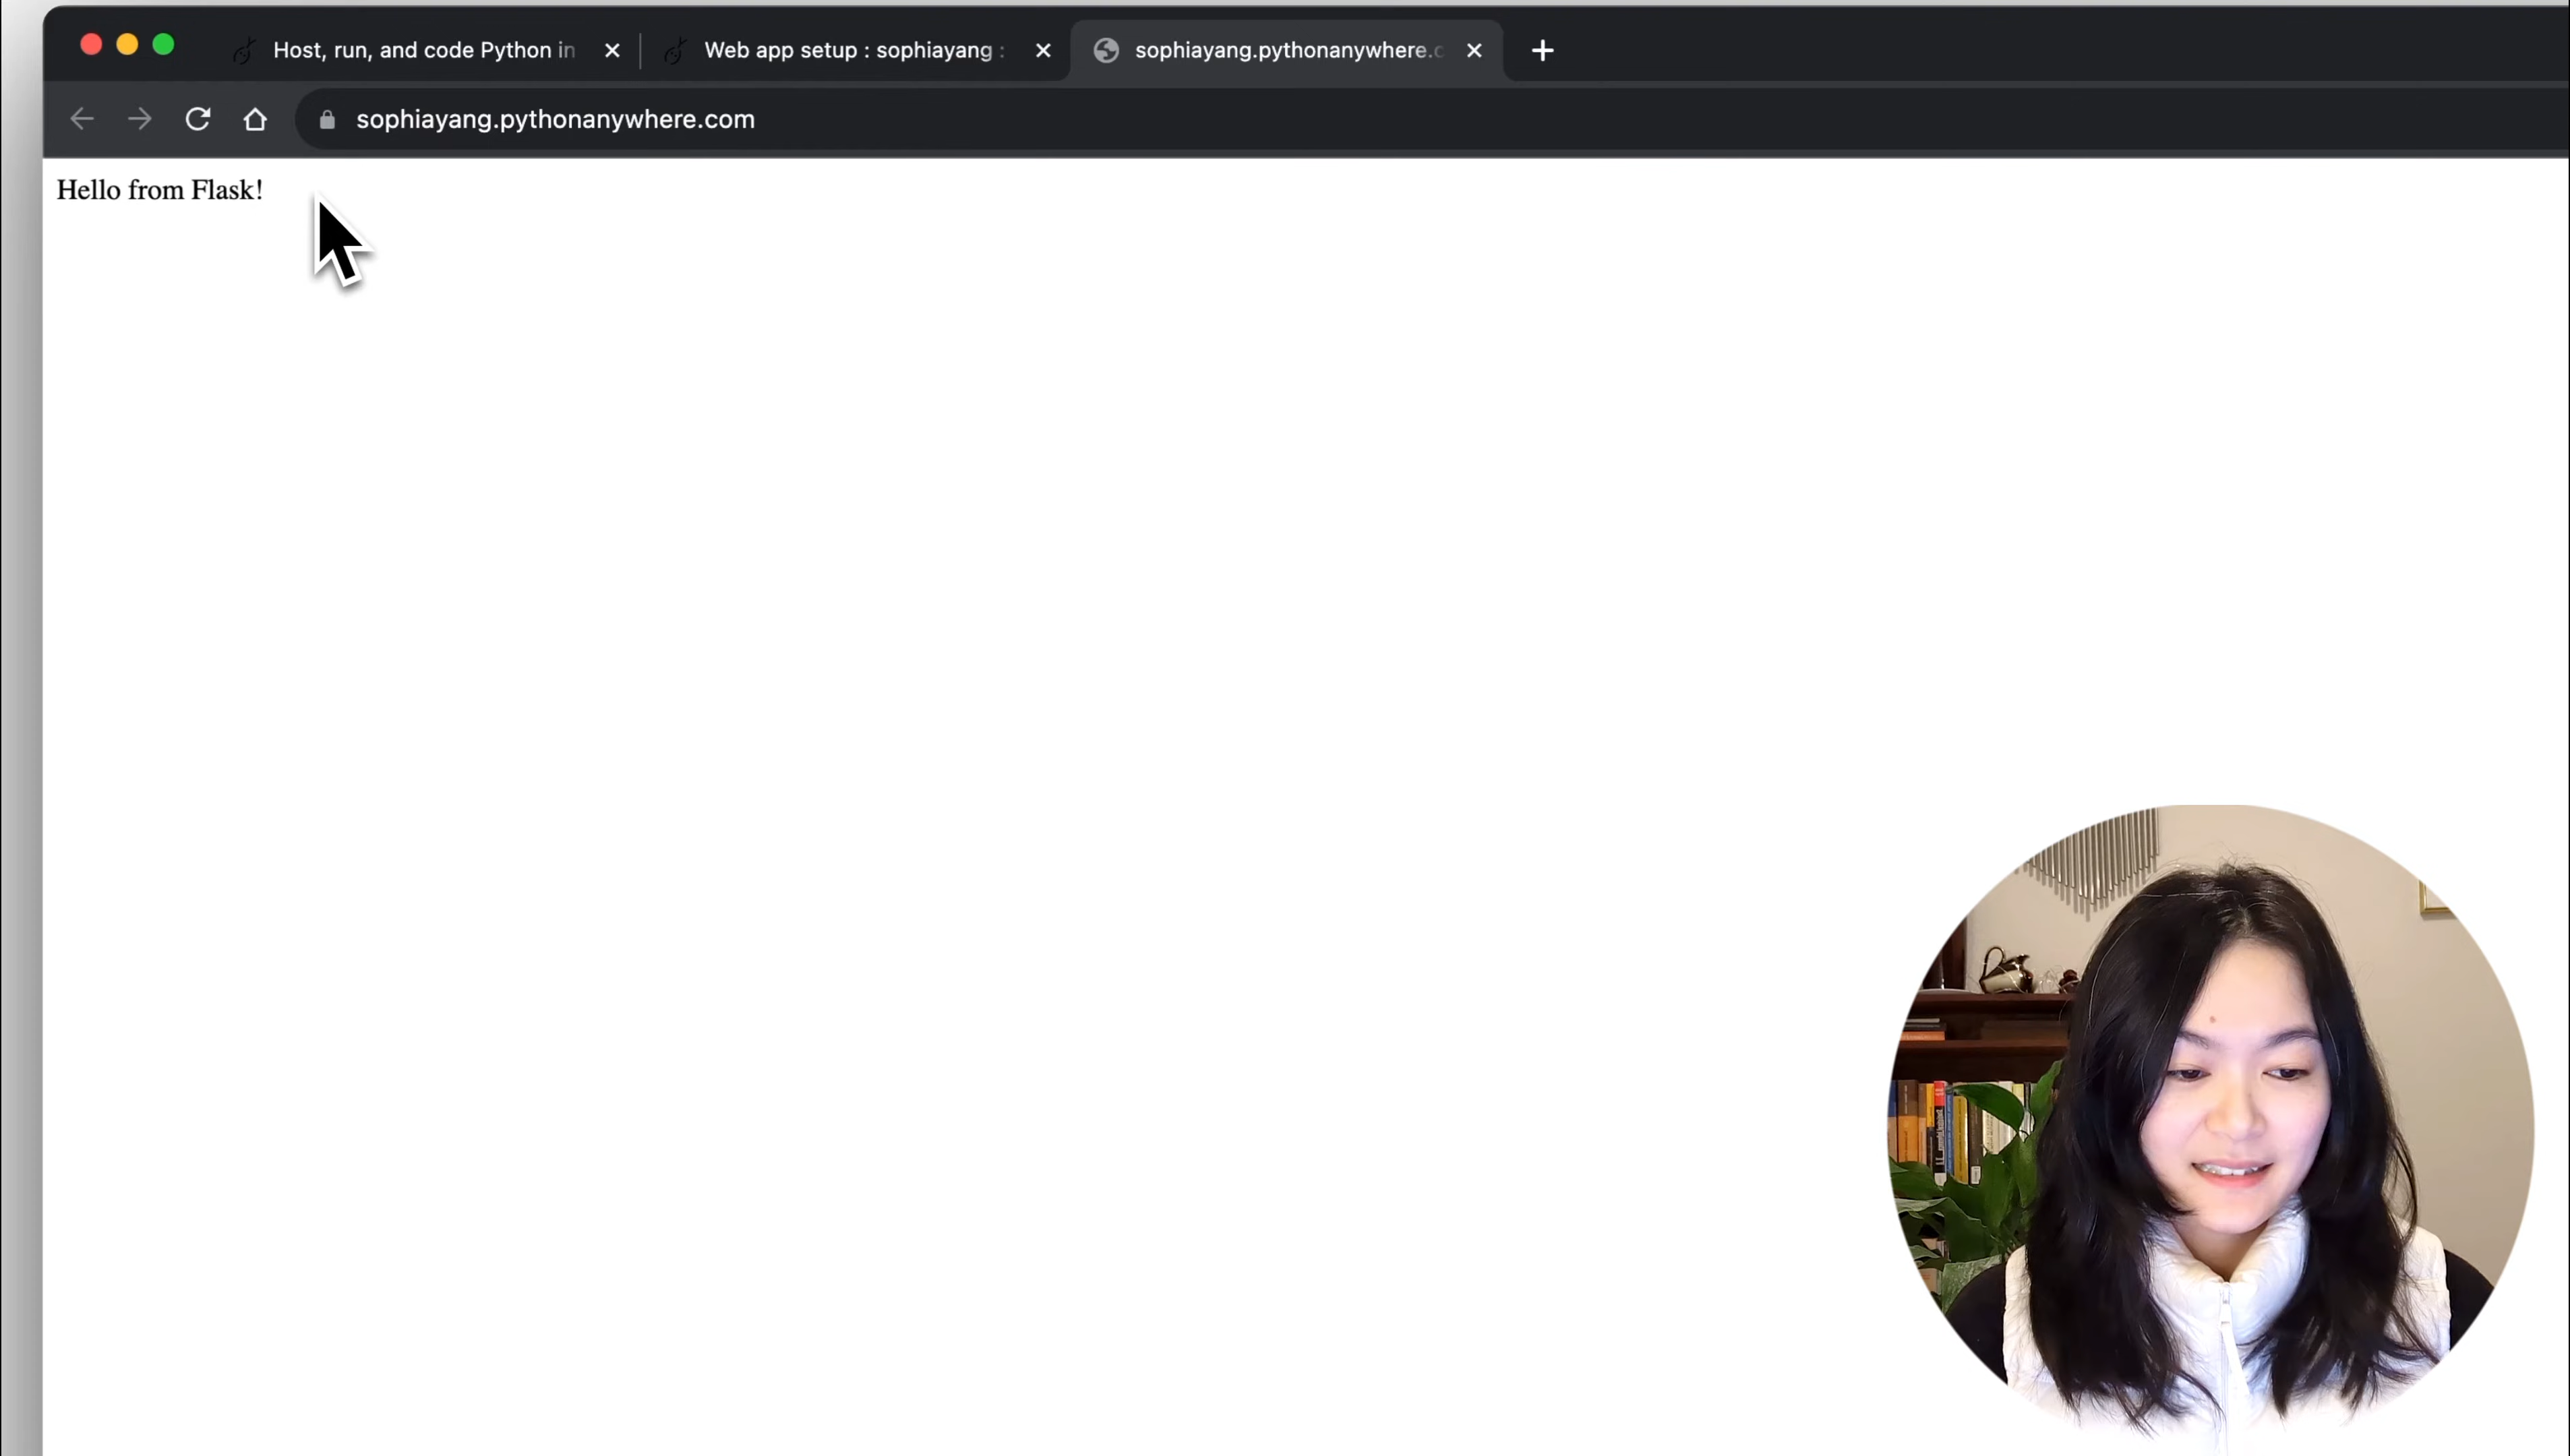 Host, run, and code Python in
Web app setup : sophiayang :
sophiayang.pythonanywhere.c
sophiayang.pythonanywhere.com
Hello from Flask!